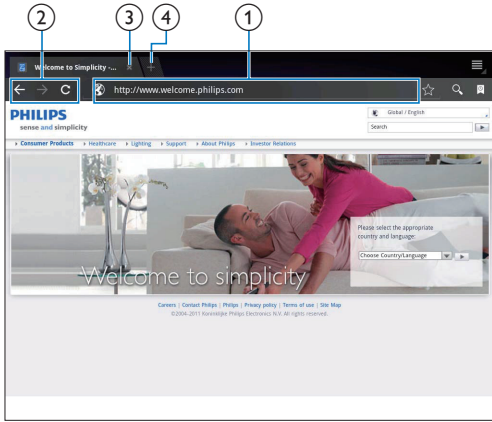 2 3 4 1
Welcome to Simplicity -...
http://www.welcome.philips.com
PHILIPS
sense and simplicity
Global / English
Search
Consumer Products Healthcare Lighting Support About Philips Investor Relations
Please select the appropriate
country and language:
Choose Country/Language
Welcome to simplicity
Careers | Contact Philips | Philips | Privacy policy | Terms of use | Site Map
©2004-2011 Koninklijke Philips Electronics N.V. All rights reserved.